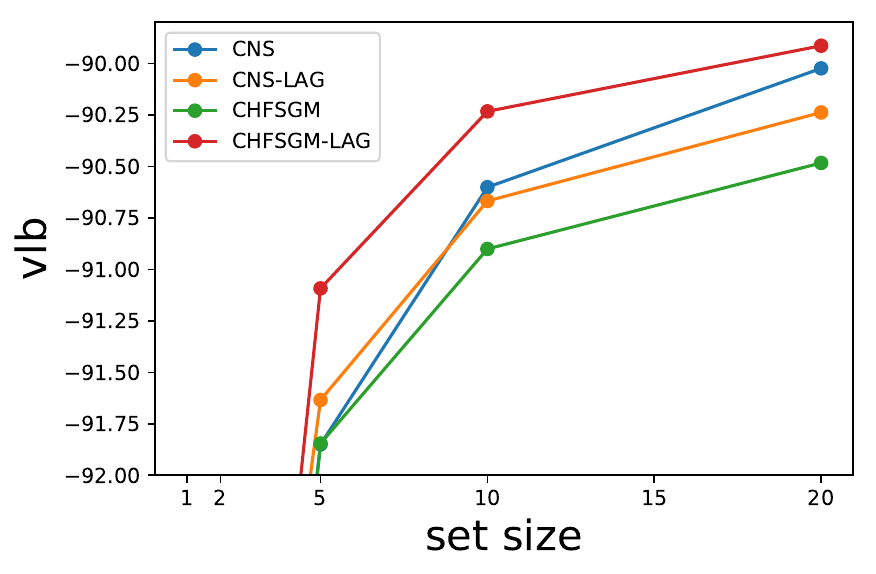 CNS
CNS-LAG
CHFSGM
CHFSGM-LAG
vlb
−90.00
−90.25
−90.50
−90.75
−91.00
−91.25
−91.50
−91.75
−92.00
1 2 5 10 15 20
set size